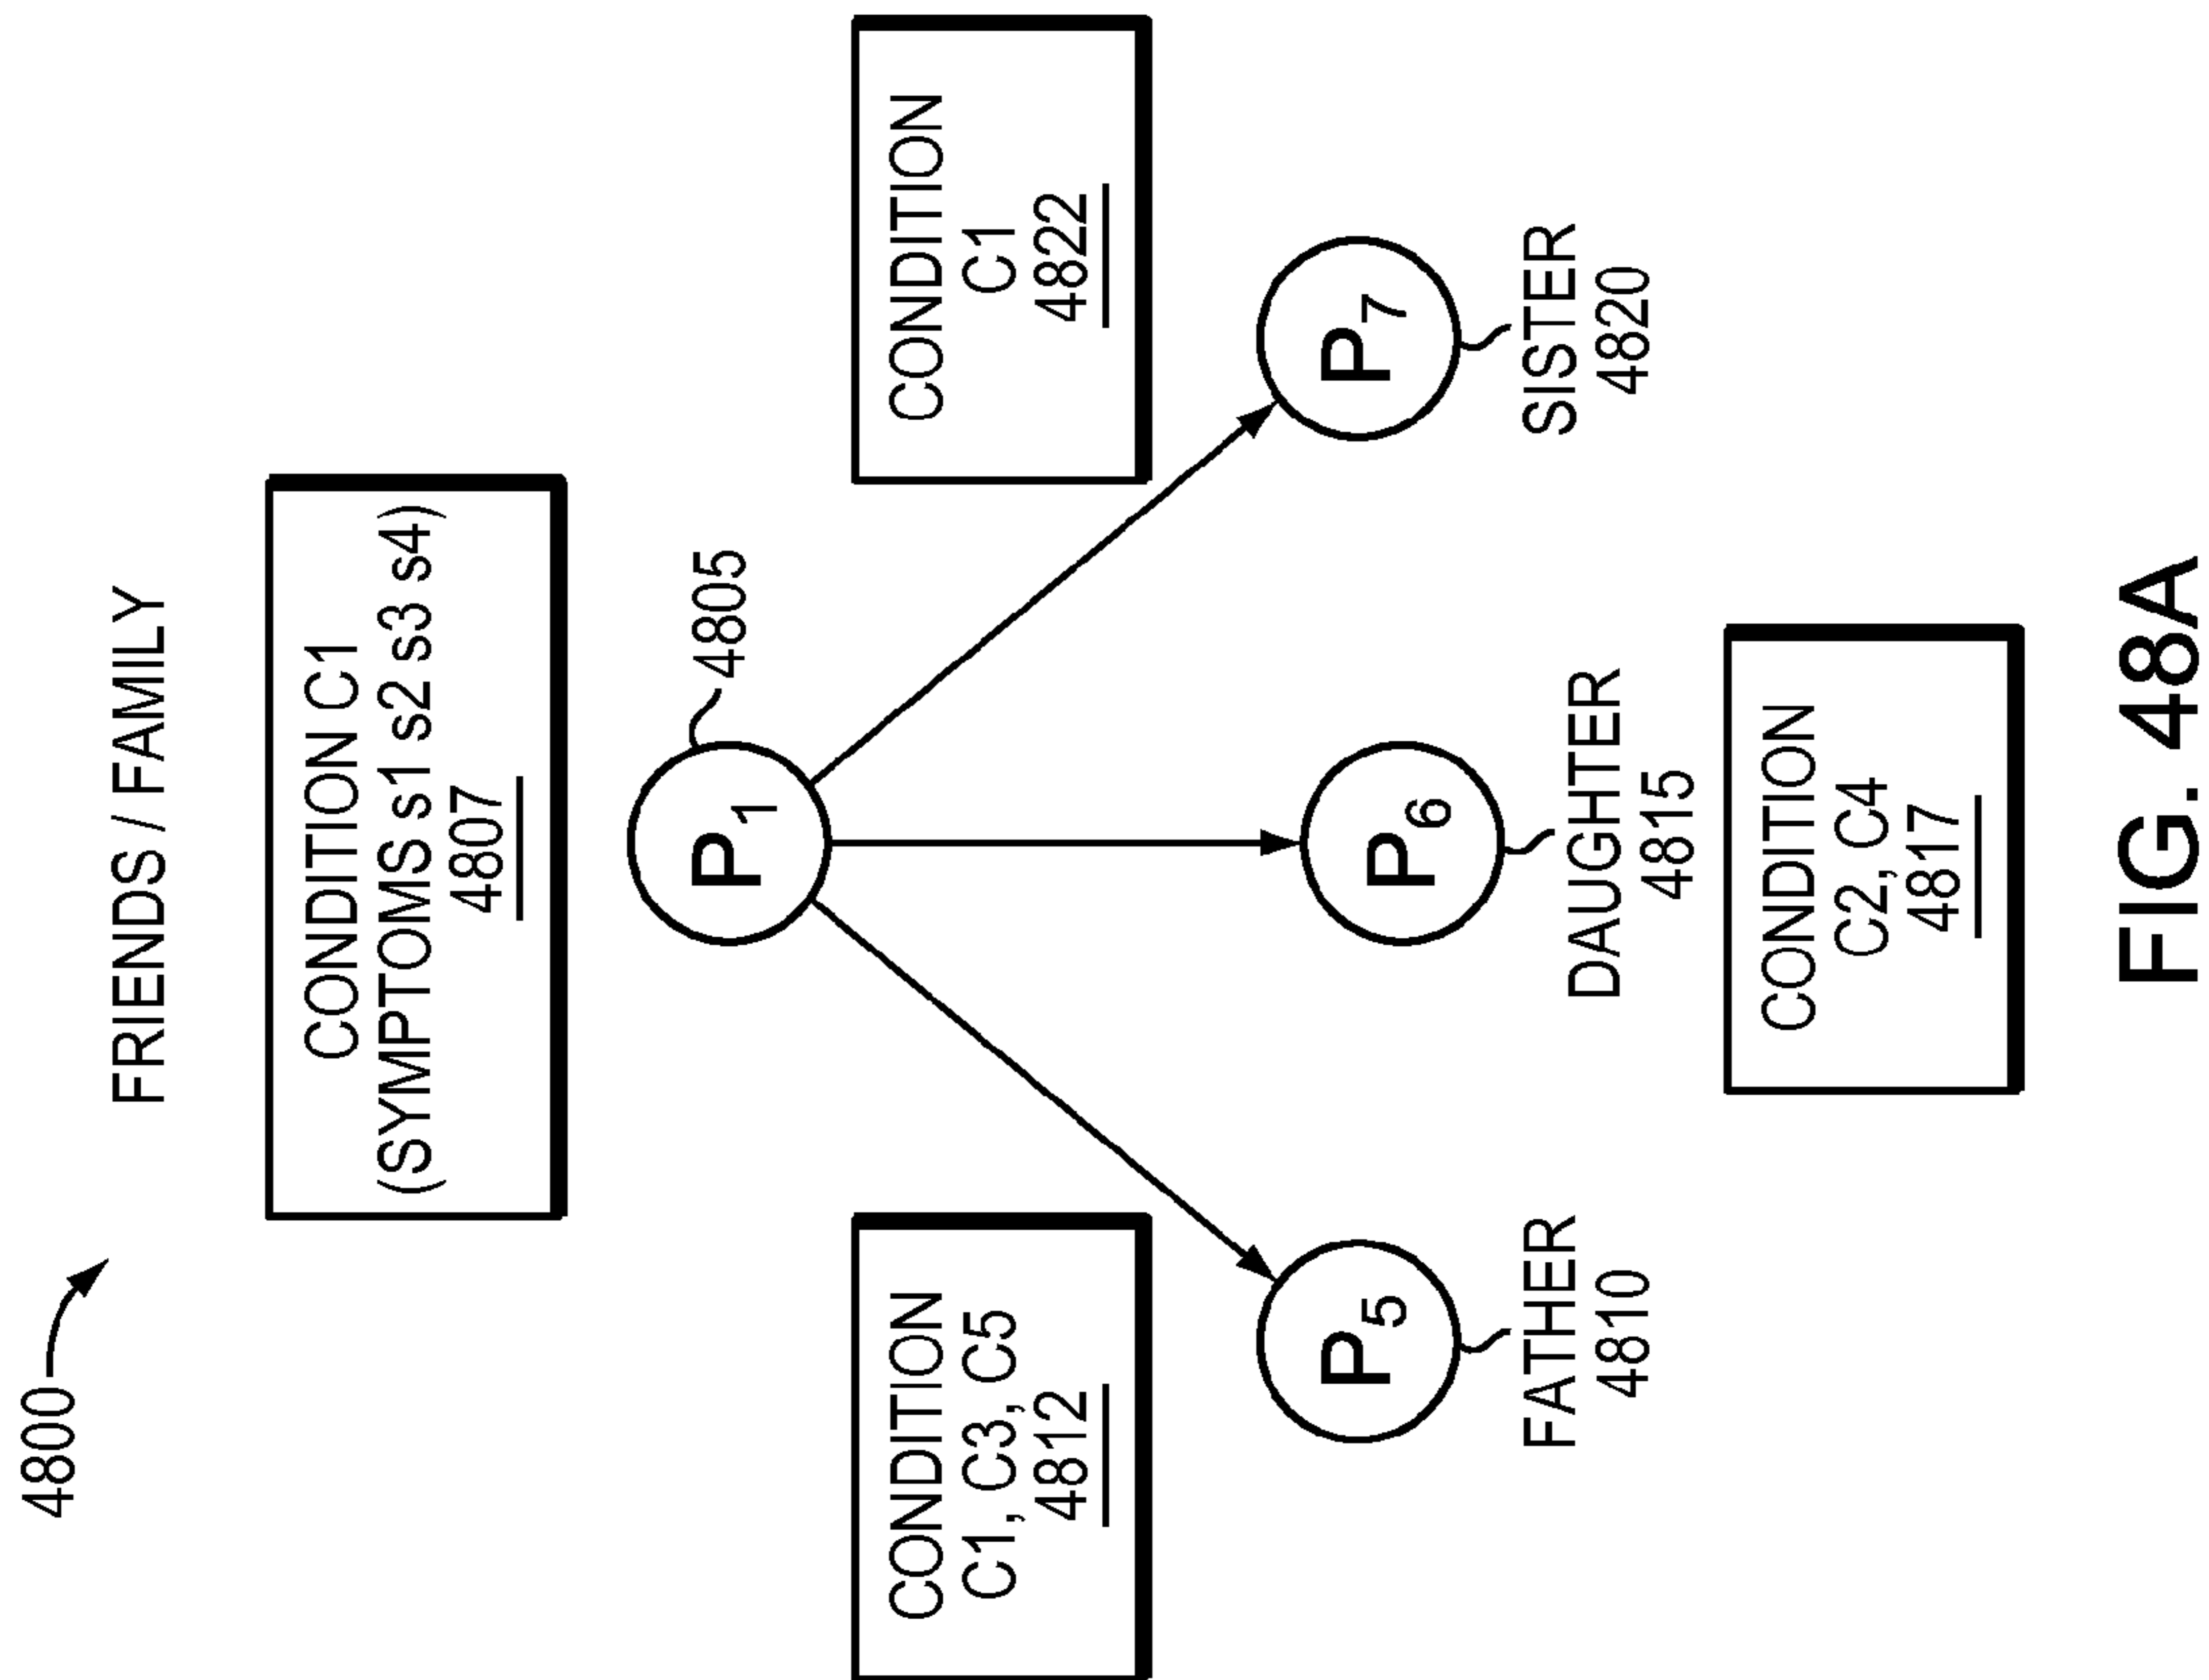 4800
FRIENDS / FAMILY
CONDITION C1
(SYMPTOMS s1 s2 s3 s4)
4807
P1
4805
CONDITION
C1, C3, C5
4812
CONDITION
C1
4822
P5
FATHER
4810
P6
DAUGHTER
4815
P7
SISTER
4820
CONDITION
C2, C4
4817
FIG. 48A